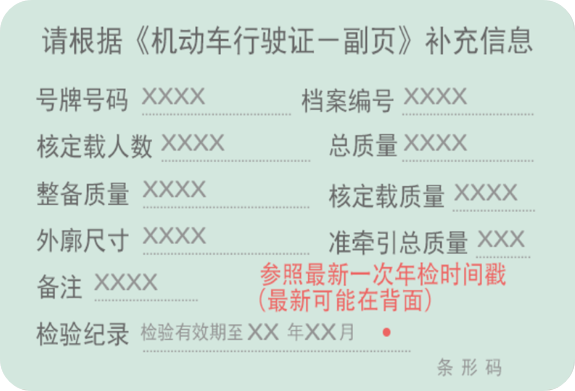 请根据《机动车行驶证－副页》补充信息
号牌号码 XXXX 档案编号 XXXX
核定载人数 XXXX 总质量 XXXX
整备质量 XXXX 核定载质量 XXXX
外廓尺寸 XXXX 准牵引总质量 XXX
备注 XXXX 参照最新一次年检时间戳
（最新可能在背面）
检验纪录 检验有效期至 XX 年XX月
条形码